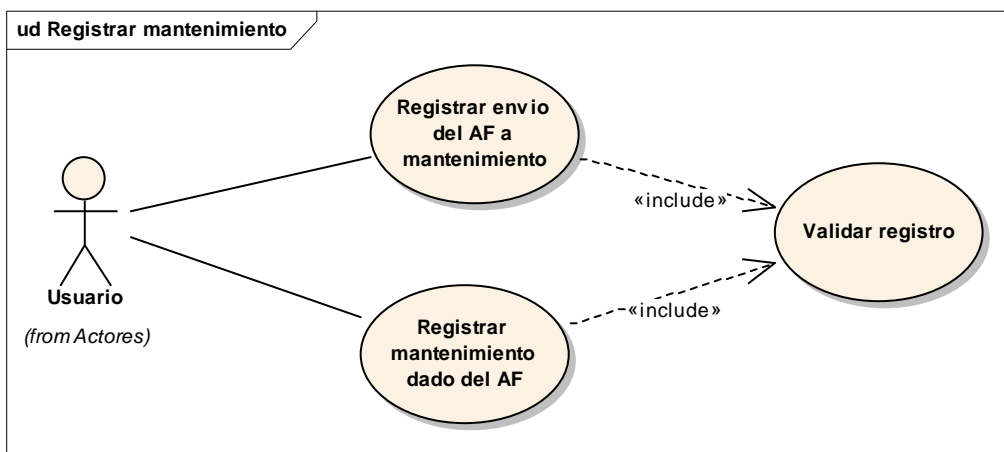 ud Registrar mantenimiento
Registrar envio
del AF a
mantenimiento
«include»
Validar registro
Usuario
(from Actores)
«include»
Registrar
mantenimiento
dado del AF